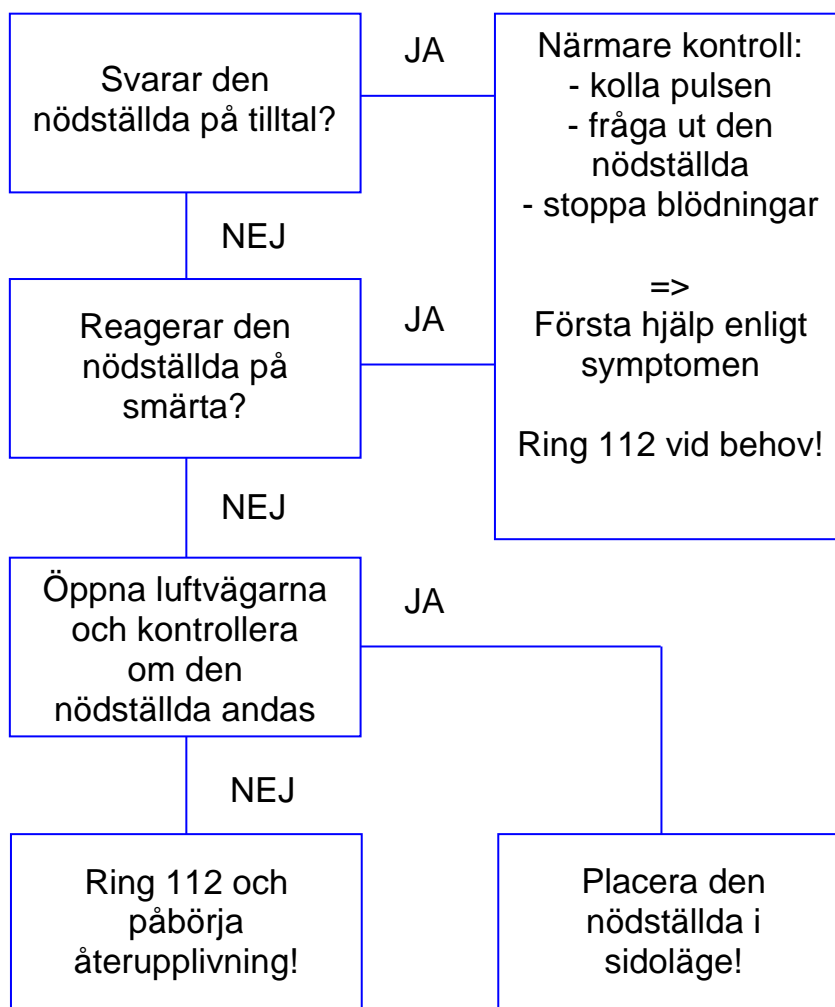 Svarar den
nödställda på tilltal?
JA
Närmare kontroll:
- kolla pulsen
- fråga ut den
nödställda
- stoppa blödningar
=>
Första hjälp enligt
symptomen
Ring 112 vid behov!
NEJ
Reagerar den
nödställda på
smärta?
JA
NEJ
Öppna luftvägarna
och kontrollera
om den
nödställda andas
JA
NEJ
Ring 112 och
påbörja
återupplivning!
Placera den
nödställda i
sidoläge!